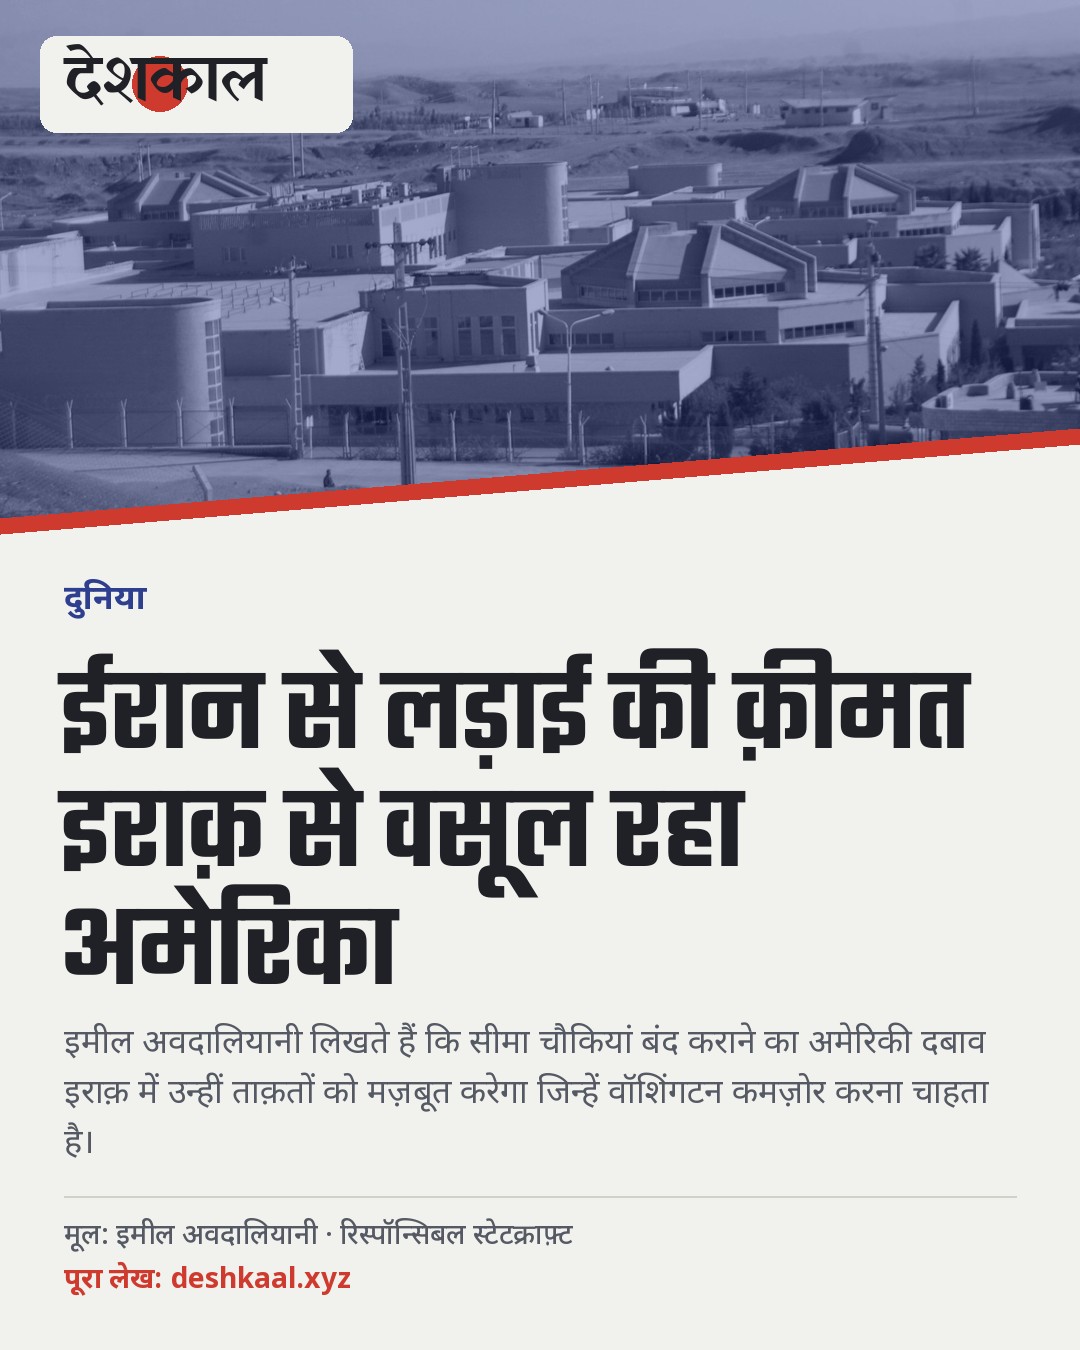 देशकाल
दुनिया
ईरान से लड़ाई की क़ीमत
इराक़ से वसूल रहा
अमेरिका
इमील अवदालियानी लिखते हैं कि सीमा चौकियां बंद कराने का अमेरिकी दबाव
इराक़ में उन्हीं ताक़तों को मज़बूत करेगा जिन्हें वॉशिंगटन कमज़ोर करना चाहता
है।
मूल: इमील अवदालियानी · रिस्पॉन्सिबल स्टेटक्राफ़्ट
पूरा लेख: deshkaal.xyz